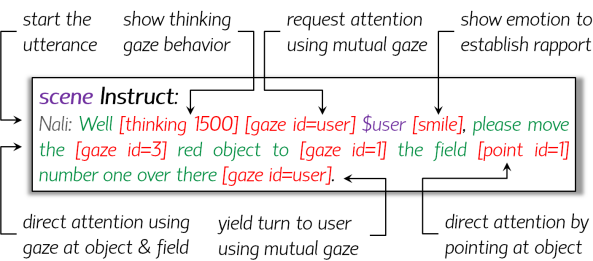 start the
utterance
show thinking
gaze behavior
request attention
using mutual gaze
show emotion to
establish rapport
scene Instruct:
Nali: Well [thinking 1500] [gaze id=user] $user [smile], please move
the [gaze id=3] red object to [gaze id=1] the field [point id=1]
number one over there [gaze id=user].
direct attention using
gaze at object & field
yield turn to user
using mutual gaze
direct attention by
pointing at object